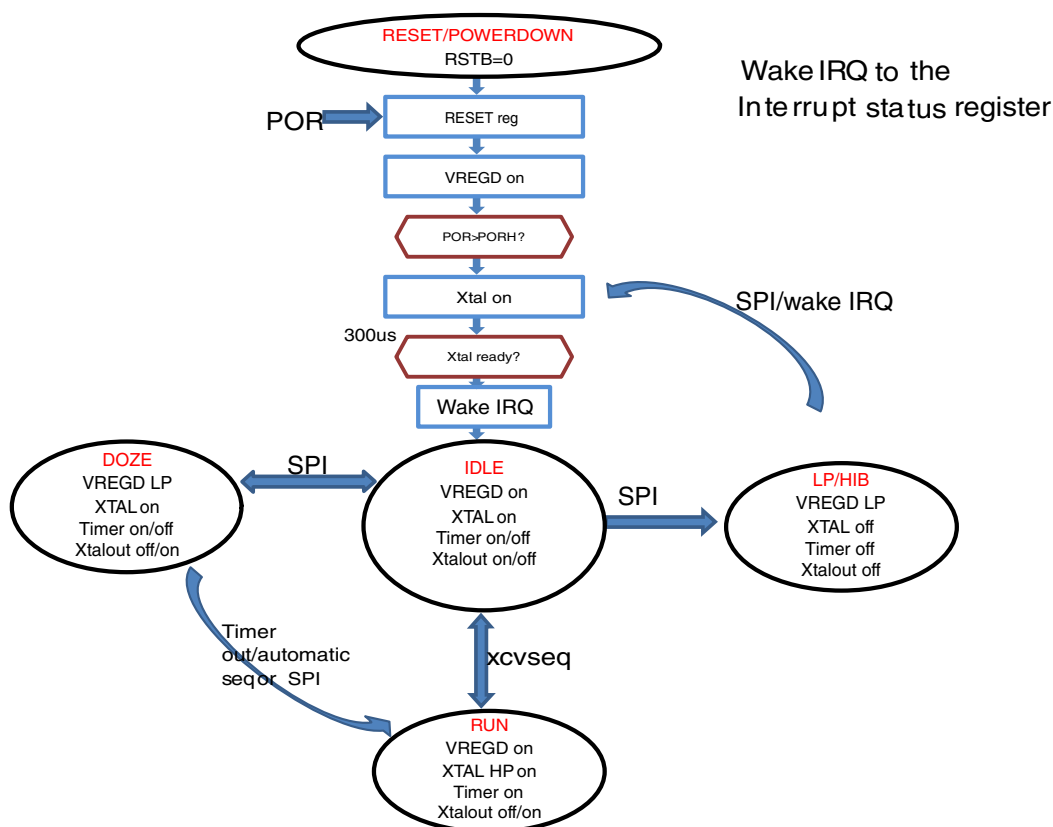 RESET/POWERDOWN
RSTB=0
Wake IRQ to the
Interrupt status register
POR
RESET reg
VREGD on
POR>PORH?
Xtal on
SPI/wake IRQ
300us
Xtal ready?
Wake IRQ
DOZE
VREGD LP
XTAL on
Timer on/off
Xtalout off/on
SPI
IDLE
VREGD on
XTAL on
Timer on/off
Xtalout on/off
SPI
LP/HIB
VREGD LP
XTAL off
Timer off
Xtalout off
Timer
out/automatic
seqor SPI
xcvseq
RUN
VREGD on
XTAL HP on
Timer on
Xtalout off/on